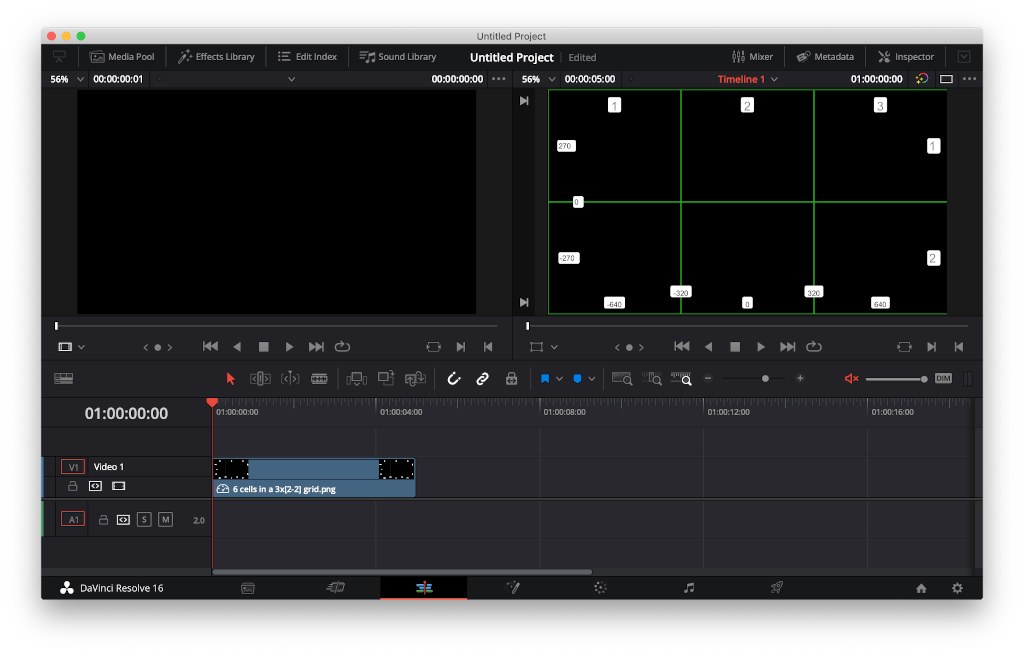 Untitled Project
Media Pool Effects Library Edit Index Sound Library Untitled Project Edited Mixer Metadata Inspector
56% 00:00:00:01 00:00:00:00 56% 00:00:05:00 Timeline 1 01:00:00:00
1 2 3
270 1
0
-270 2
-320 320
-640 0 640
DIM
01:00:00:00 01:00:00:00 01:00:04:00 01:00:08:00 01:00:12:00 01:00:16:00
V1 Video 1
6 cells in a 3x[2-2] grid.png
A1 S M 2.0
DaVinci Resolve 16